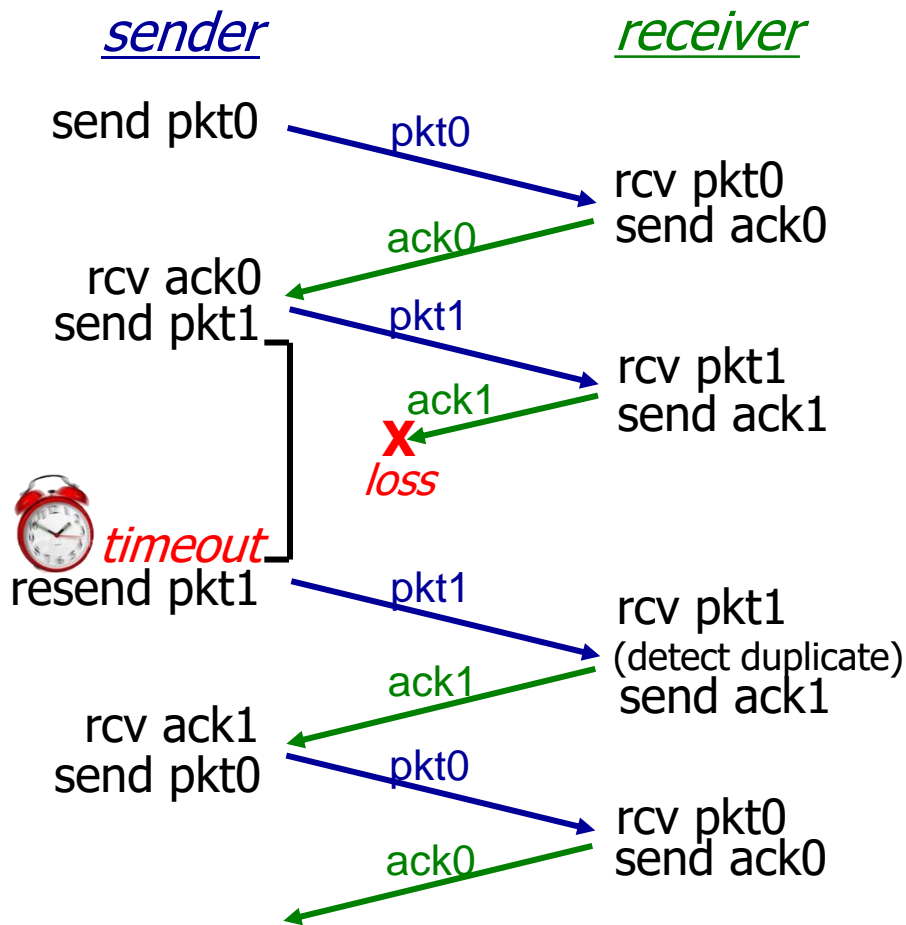 sender
receiver
send pkt0
pkt0
rcv pkt0
send ack0
ack0
rcv ack0
send pkt1
pkt1
rcv pkt1
send ack1
ack1
X
loss
timeout
resend pkt1
pkt1
rcv pkt1
(detect duplicate)
send ack1
ack1
rcv ack1
send pkt0
pkt0
rcv pkt0
send ack0
ack0